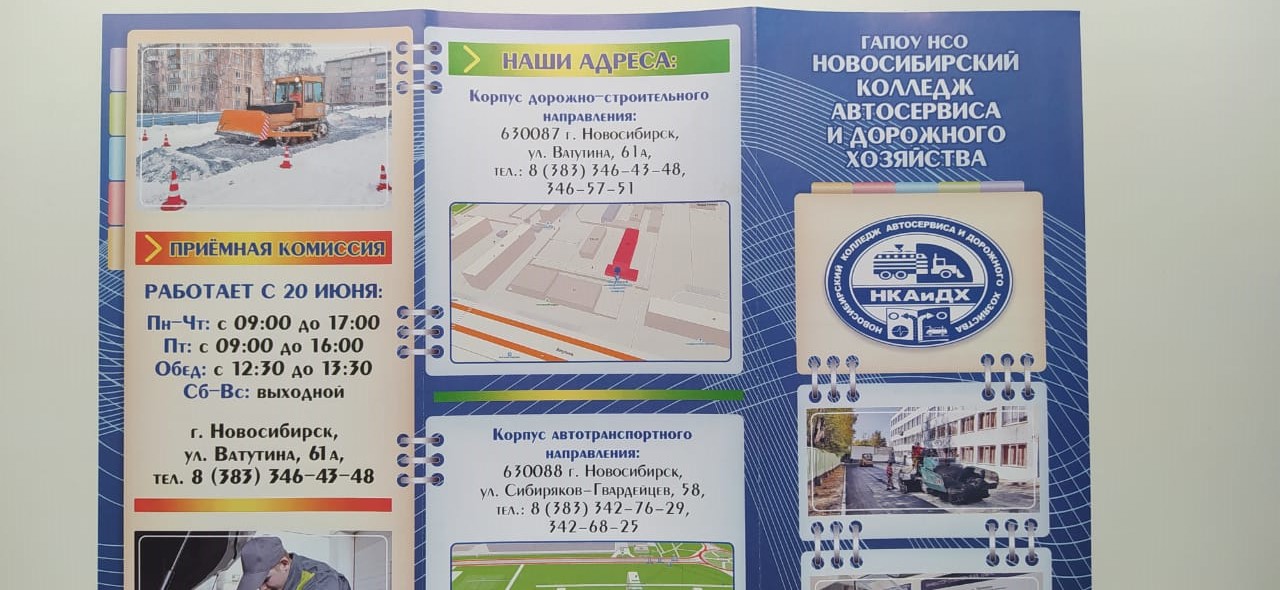 ПРИЁМНАЯ КОМИССИЯ
РАБОТАЕТ С 20 ИЮНЯ:
Пн-Чт: с 09:00 до 17:00
Пт: с 09:00 до 16:00
Обед: с 12:30 до 13:30
Сб-Вс: выходной
г. Новосибирск,
ул. Ватутина, 61а,
тел. 8 (383) 346-43-48
НАШИ АДРЕСА:
Корпус дорожно-строительного
направления:
630087 г. Новосибирск,
ул. Ватутина, 61а,
тел.: 8 (383) 346-43-48,
346-57-51
Ватутина
Корпус автотранспортного
направления:
630088 г. Новосибирск,
ул. Сибиряков-Гвардейцев, 58,
тел.: 8 (383) 342-76-29,
342-68-25
ГАПОУ НСО
НОВОСИБИРСКИЙ
КОЛЛЕДЖ
АВТОСЕРВИСА
И ДОРОЖНОГО
ХОЗЯЙСТВА
НОВОСИБИРСКИЙ КОЛЛЕДЖ АВТОСЕРВИСА И ДОРОЖНОГО ХОЗЯЙСТВА
НКАиДХ